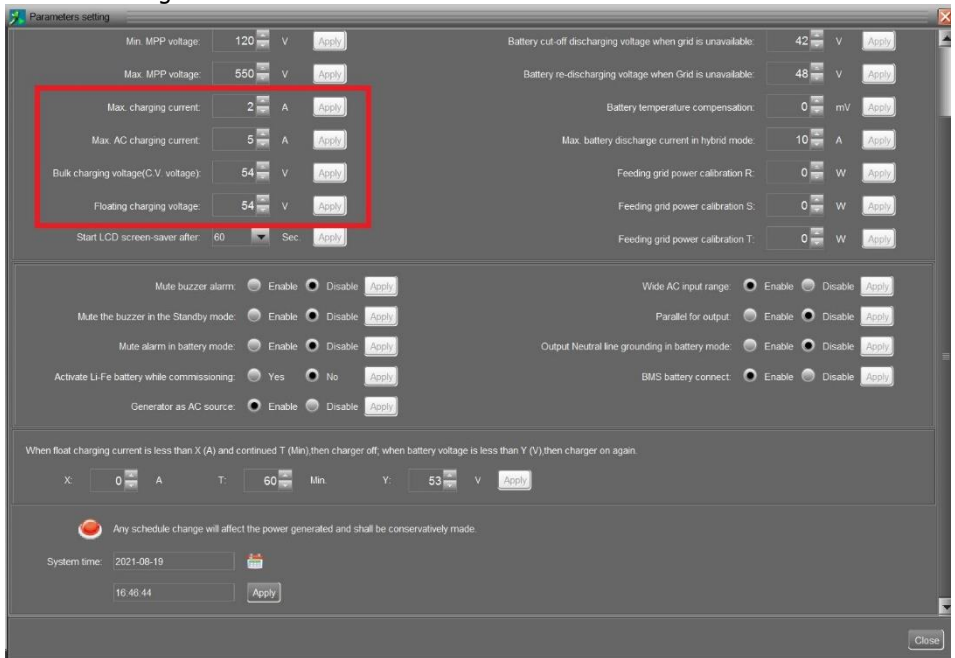 Parameters setting
Min. MPP voltage: 120 V Apply
Battery cut-off discharging voltage when grid is unavailable: 42 V Apply
Max. MPP voltage: 550 V Apply
Battery re-discharging voltage when Grid is unavailable: 48 V Apply
Max. charging current: 2 A Apply
Battery temperature compensation: 0 mV Apply
Max. AC charging current: 5 A Apply
Max. battery discharge current in hybrid mode: 10 A Apply
Bulk charging voltage(C.V. voltage): 54 V Apply
Feeding grid power calibration R: 0 W Apply
Floating charging voltage: 54 V Apply
Feeding grid power calibration S: 0 W Apply
Start LCD screen-saver after: 60 Sec. Apply
Feeding grid power calibration T: 0 W Apply
Mute buzzer alarm: Enable Disable Apply
Wide AC input range: Enable Disable Apply
Mute the buzzer in the Standby mode: Enable Disable Apply
Parallel for output: Enable Disable Apply
Mute alarm in battery mode: Enable Disable Apply
Output Neutral line grounding in battery mode: Enable Disable Apply
Activate Li-Fe battery while commissioning: Yes No Apply
BMS battery connect: Enable Disable Apply
Generator as AC source: Enable Disable Apply
When float charging current is less than X (A) and continued T (Min),then charger off; when battery voltage is less than Y (V),then charger on again.
X: 0 A T: 60 Min. Y: 53 V Apply
Any schedule change will affect the power generated and shall be conservatively made.
System time: 2021-08-19
16:46:44 Apply
Close